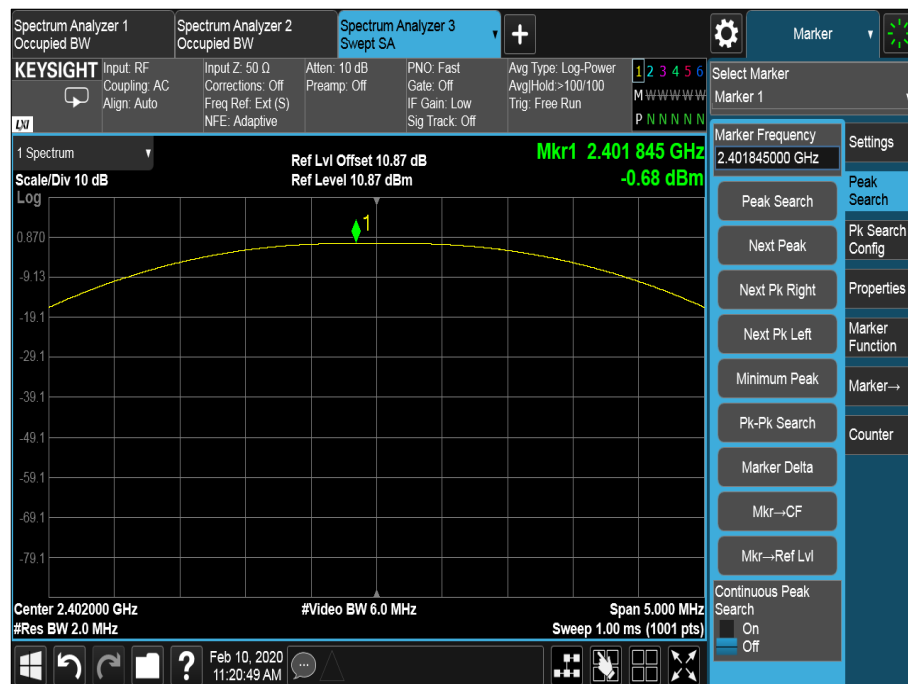 Spectrum Analyzer 1
Occupied BW
Spectrum Analyzer 2
Occupied BW
Spectrum Analyzer 3
Swept SA
Marker
KEYSIGHT
LXI
Input: RF
Coupling: AC
Align: Auto
Input Z: 50 Ω
Corrections: Off
Freq Ref: Ext (S)
NFE: Adaptive
Atten: 10 dB
Preamp: Off
PNO: Fast
Gate: Off
IF Gain: Low
Sig Track: Off
Avg Type: Log-Power
Avg|Hold:>100/100
Trig: Free Run
1 2 3 4 5 6
M W W W W W
P N N N N N
Select Marker
Marker 1
1 Spectrum
Scale/Div 10 dB
Ref Lvl Offset 10.87 dB
Ref Level 10.87 dBm
Mkr1 2.401 845 GHz
-0.68 dBm
Log
1
0.870
-9.13
-19.1
-29.1
-39.1
-49.1
-59.1
-69.1
-79.1
Center 2.402000 GHz
#Res BW 2.0 MHz
#Video BW 6.0 MHz
Span 5.000 MHz
Sweep 1.00 ms (1001 pts)
Marker Frequency
2.401845000 GHz
Peak Search
Next Peak
Next Pk Right
Next Pk Left
Minimum Peak
Pk-Pk Search
Marker Delta
Mkr→CF
Mkr→Ref Lvl
Continuous Peak
Search
On
Off
Settings
Peak
Search
Pk Search
Config
Properties
Marker
Function
Marker→
Counter
?
Feb 10, 2020
11:20:49 AM